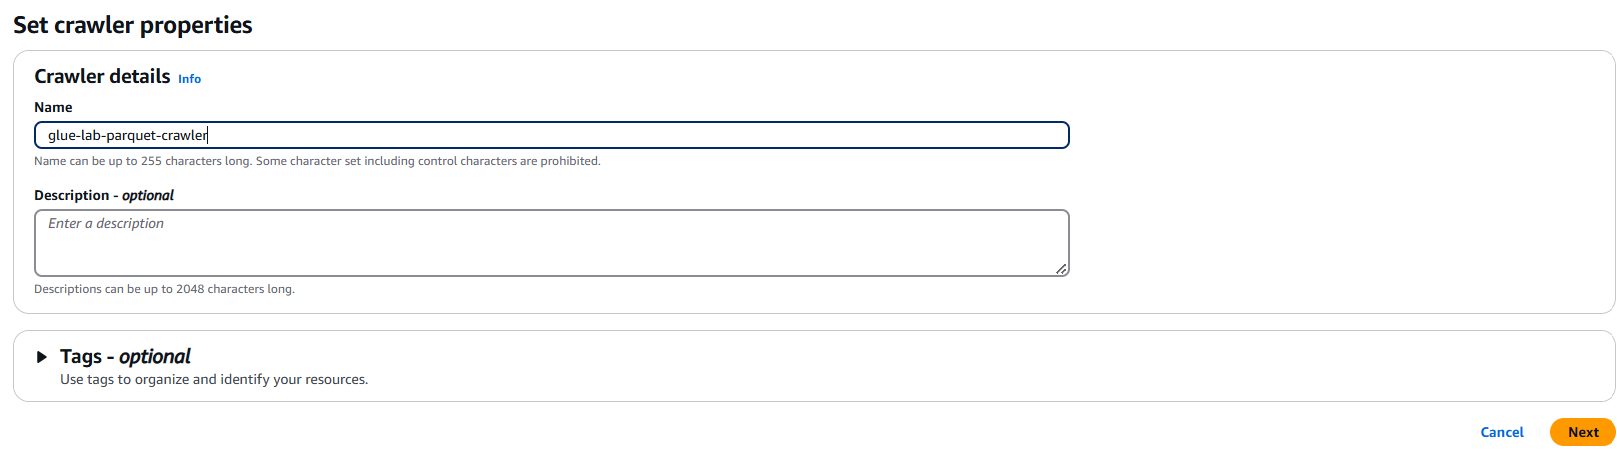 Set crawler properties
Crawler details Info
Name
glue-lab-parquet-crawler
Name can be up to 255 characters long. Some character set including control characters are prohibited.
Description - optional
Enter a description
Descriptions can be up to 2048 characters long.
Tags - optional
Use tags to organize and identify your resources.
Cancel Next